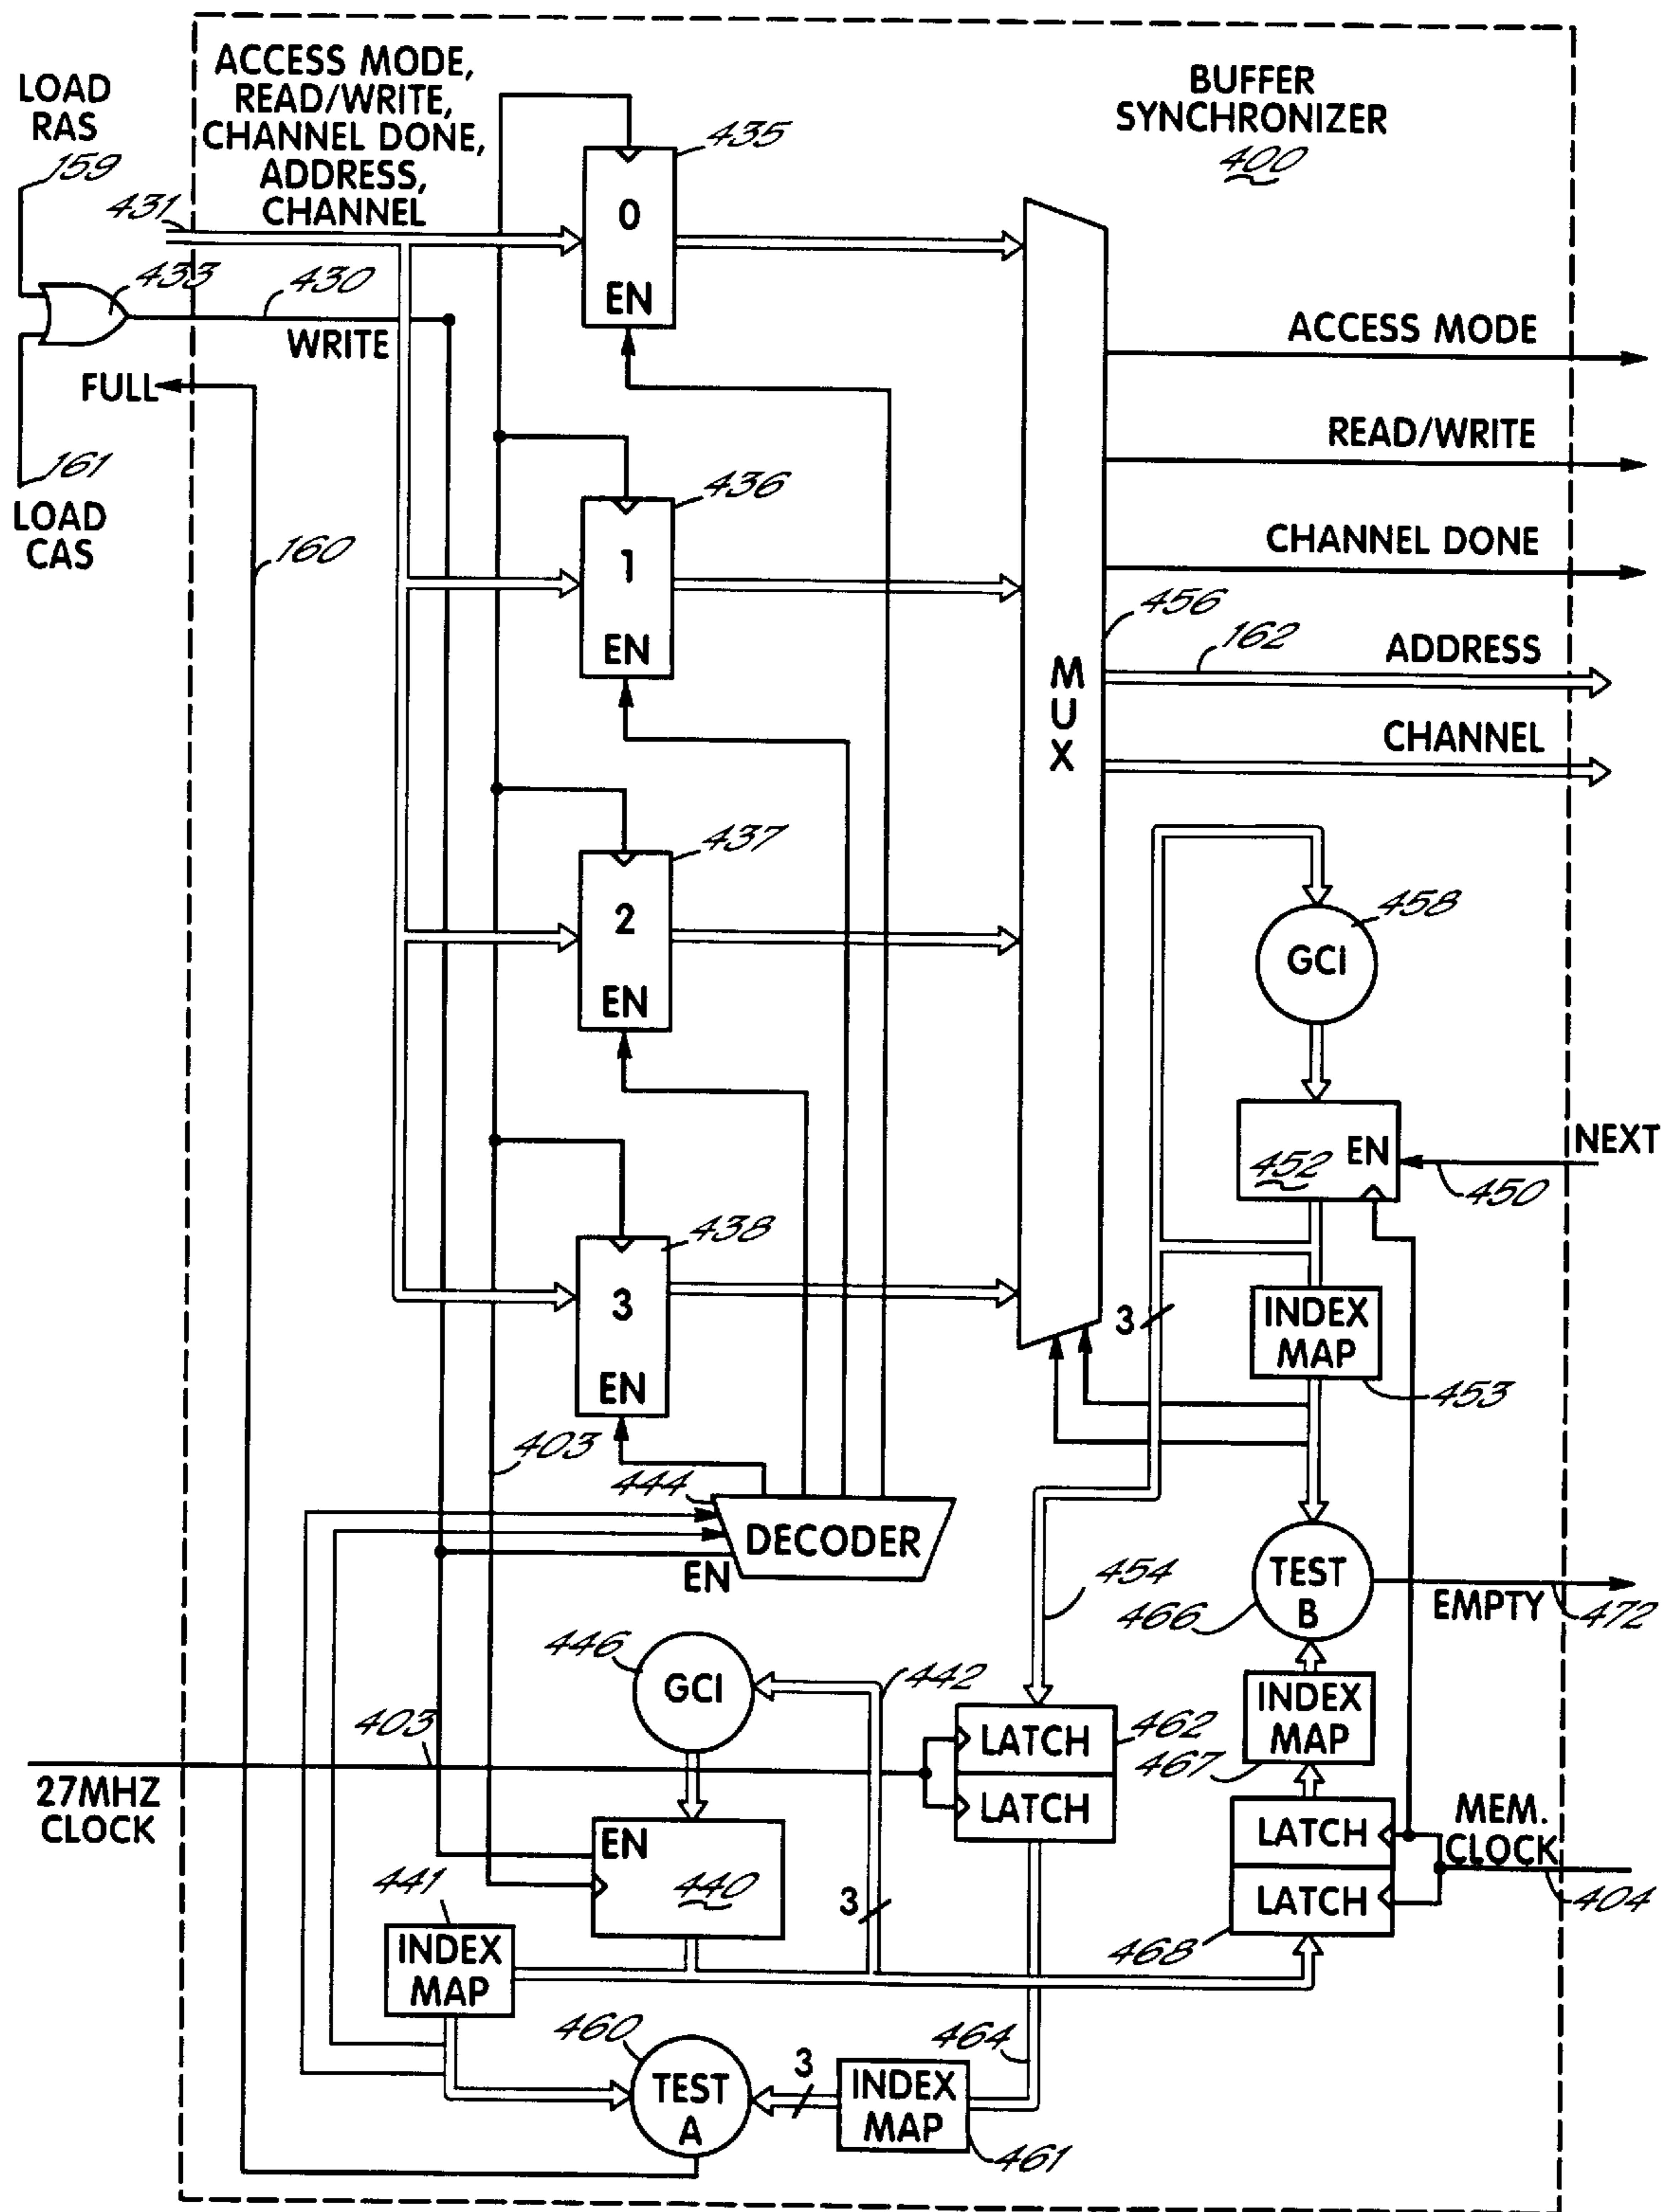 LOAD
RAS
159
ACCESS MODE,
READ/WRITE,
CHANNEL DONE,
ADDRESS,
CHANNEL
431
433
430
WRITE
FULL
161
LOAD
CAS
160
BUFFER
SYNCHRONIZER
400
435
0
EN
436
1
EN
437
2
EN
438
3
EN
MUX
456
ACCESS MODE
READ/WRITE
CHANNEL DONE
162
ADDRESS
CHANNEL
458
GCI
452
EN
NEXT
450
3
INDEX
MAP
453
403
444
DECODER
EN
454
TEST
B
466
EMPTY
472
446
GCI
442
403
27MHZ
CLOCK
LATCH
LATCH
462
INDEX
MAP
467
LATCH
LATCH
468
MEM.
CLOCK
404
EN
440
3
441
INDEX
MAP
460
TEST
A
3
464
INDEX
MAP
461